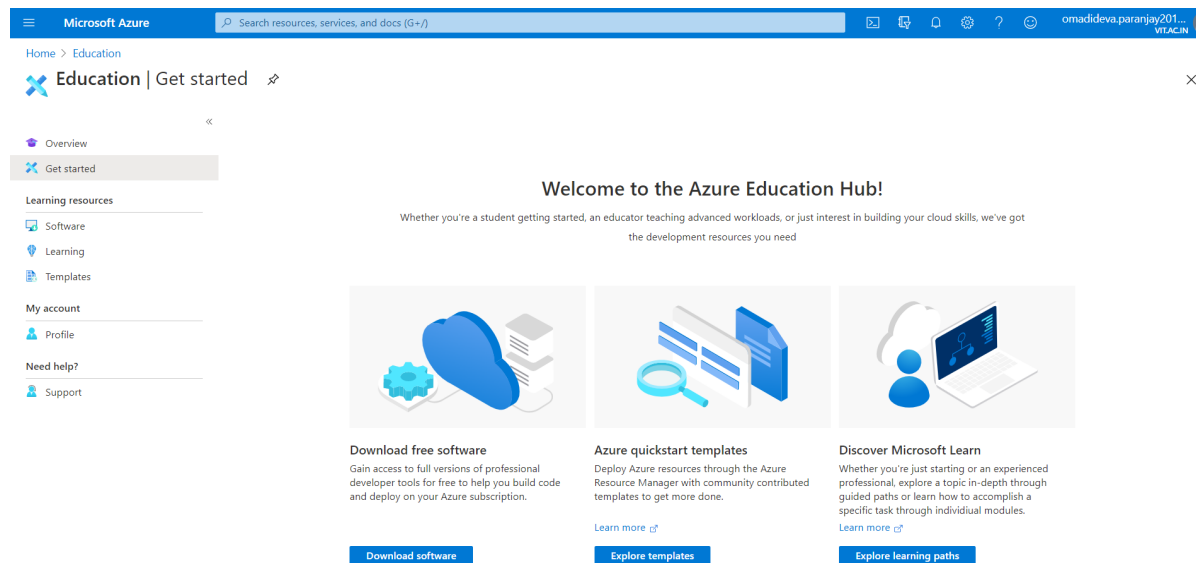 Microsoft Azure
Search resources, services, and docs (G+/)
omadideva.paranjay201...
VIT.AC.IN
Home > Education
Education | Get started
Overview
Get started
Learning resources
Software
Learning
Templates
My account
Profile
Need help?
Support
Welcome to the Azure Education Hub!
Whether you're a student getting started, an educator teaching advanced workloads, or just interest in building your cloud skills, we've got
the development resources you need
Download free software
Gain access to full versions of professional
developer tools for free to help you build code
and deploy on your Azure subscription.
Download software
Azure quickstart templates
Deploy Azure resources through the Azure
Resource Manager with community contributed
templates to get more done.
Learn more
Explore templates
Discover Microsoft Learn
Whether you're just starting or an experienced
professional, explore a topic in-depth through
guided paths or learn how to accomplish a
specific task through individiual modules.
Learn more
Explore learning paths